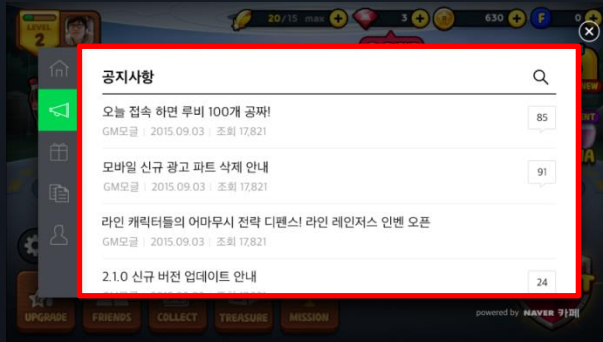 LEVEL
2
20/15 max
3
630
F
0
NEW
공지사항
오늘 접속 하면 루비 100개 공짜!
85
GM모글 | 2015.09.03 | 조회 17,821
모바일 신규 광고 파트 삭제 안내
91
GM모글 | 2015.09.03 | 조회 17,821
라인 캐릭터들의 어마무시 전략 디펜스! 라인 레인저스 인벤 오픈
GM모글 | 2015.09.03 | 조회 17,821
2.1.0 신규 버전 업데이트 안내
24
UPGRADE
FRIENDS
COLLECT
TREASURE
MISSION
powered by NAVER 카페